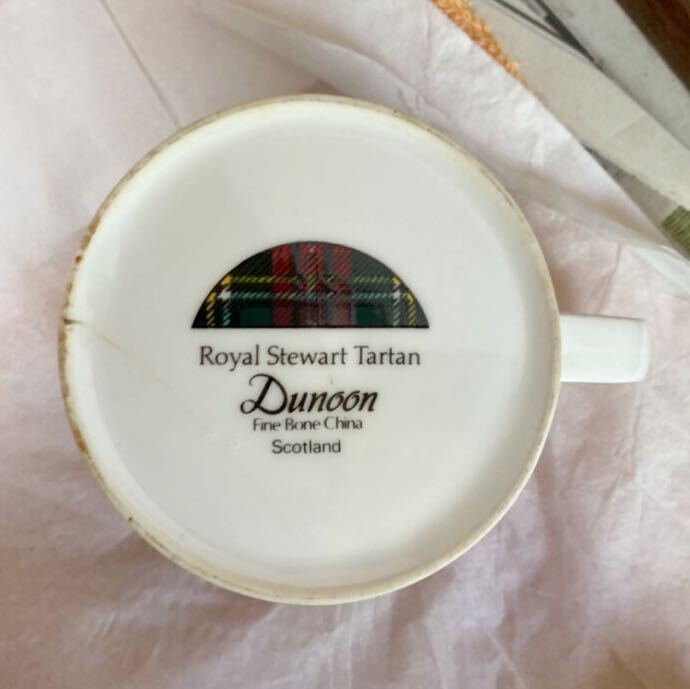 Royal Stewart Tartan
Dunoon
Fine Bone China
Scotland